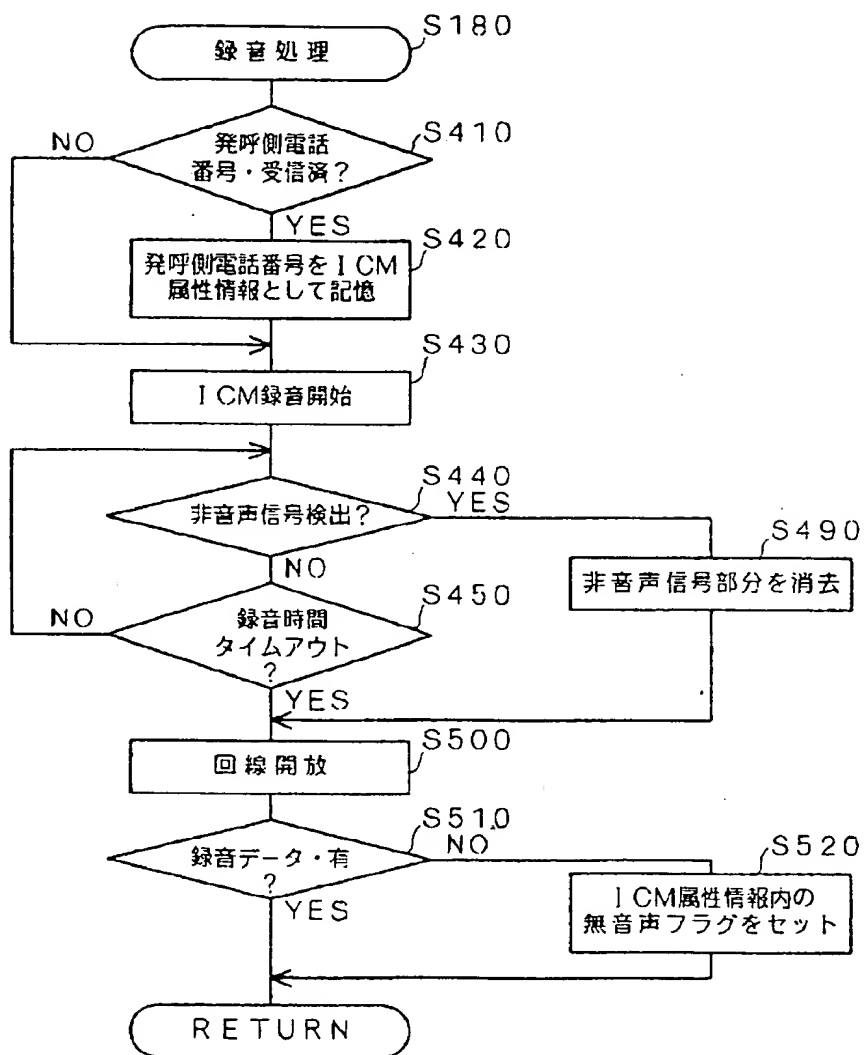 録音処理
S180
発呼側電話
番号・受信済?
S410
NO
YES
発呼側電話番号をICM
属性情報として記憶
S420
ICM録音開始
S430
非音声信号検出?
S440
YES
NO
非音声信号部分を消去
S490
録音時間
タイムアウト
?
S450
NO
YES
回線開放
S500
録音データ・有
?
S510
NO
YES
ICM属性情報内の
無音声フラグをセット
S520
RETURN